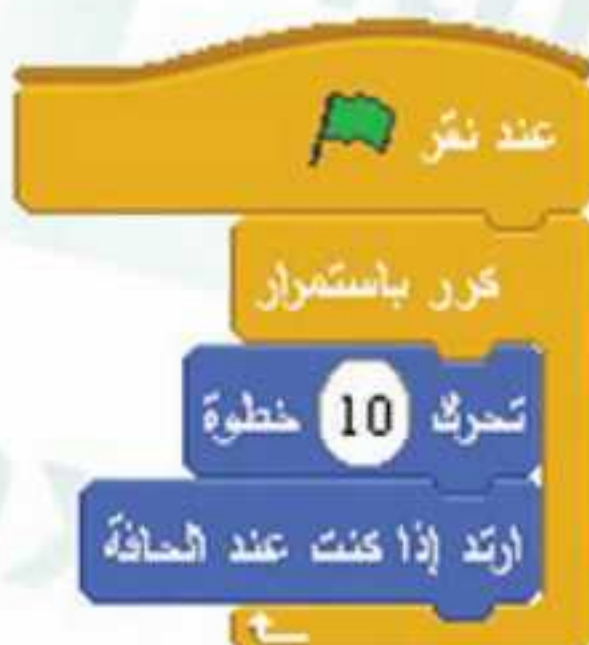 عند نقر
كرر باستمرار
تحرك 10 خطوة
ارتد إذا كنت عند الحافة